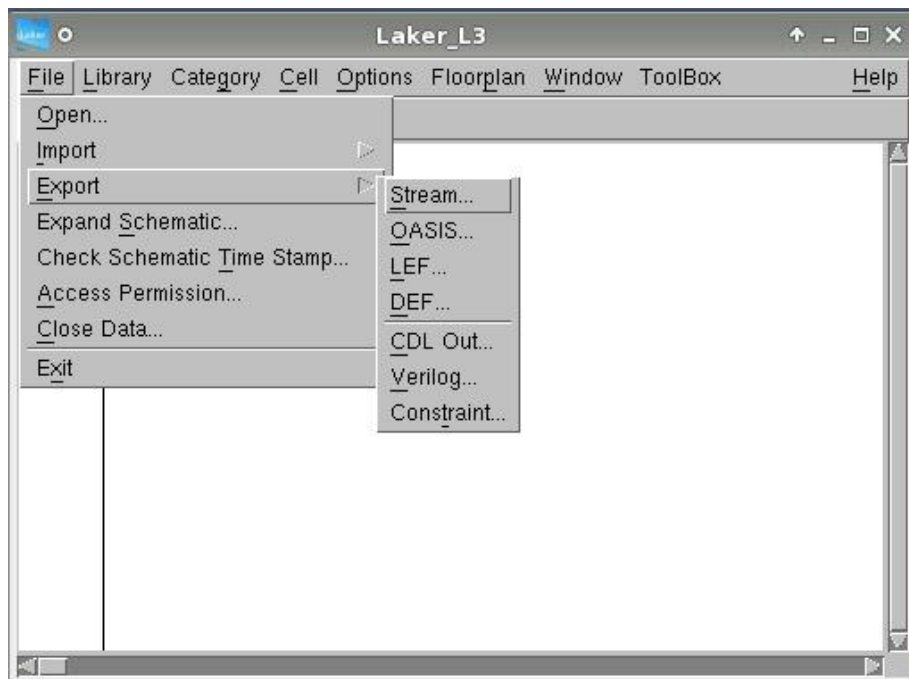 Laker Laker_L3
File Library Category Cell Options Floorplan Window ToolBox Help
Open...
Import
Export
Expand Schematic...
Check Schematic Time Stamp...
Access Permission...
Close Data...
Exit
Stream...
OASIS...
LEF...
DEF...
CDL Out...
Verilog...
Constraint...